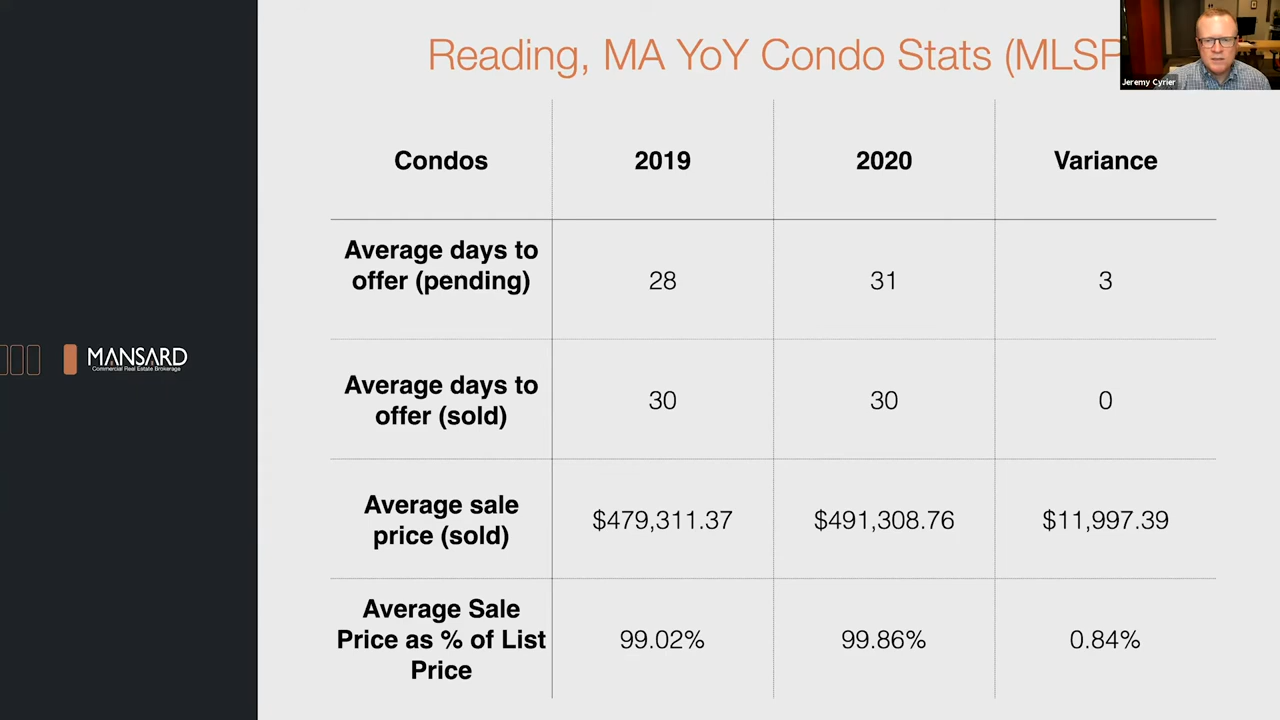 Reading, MA YoY Condo Stats (MLSP
Jeremy Cyrier
Condos 2019 2020 Variance
Average days to
offer (pending) 28 31 3
Average days to
offer (sold) 30 30 0
MANSARD
Commercial Real Estate Brokerage
Average sale
price (sold) $479,311.37 $491,308.76 $11,997.39
Average Sale
Price as % of List 99.02% 99.86% 0.84%
Price